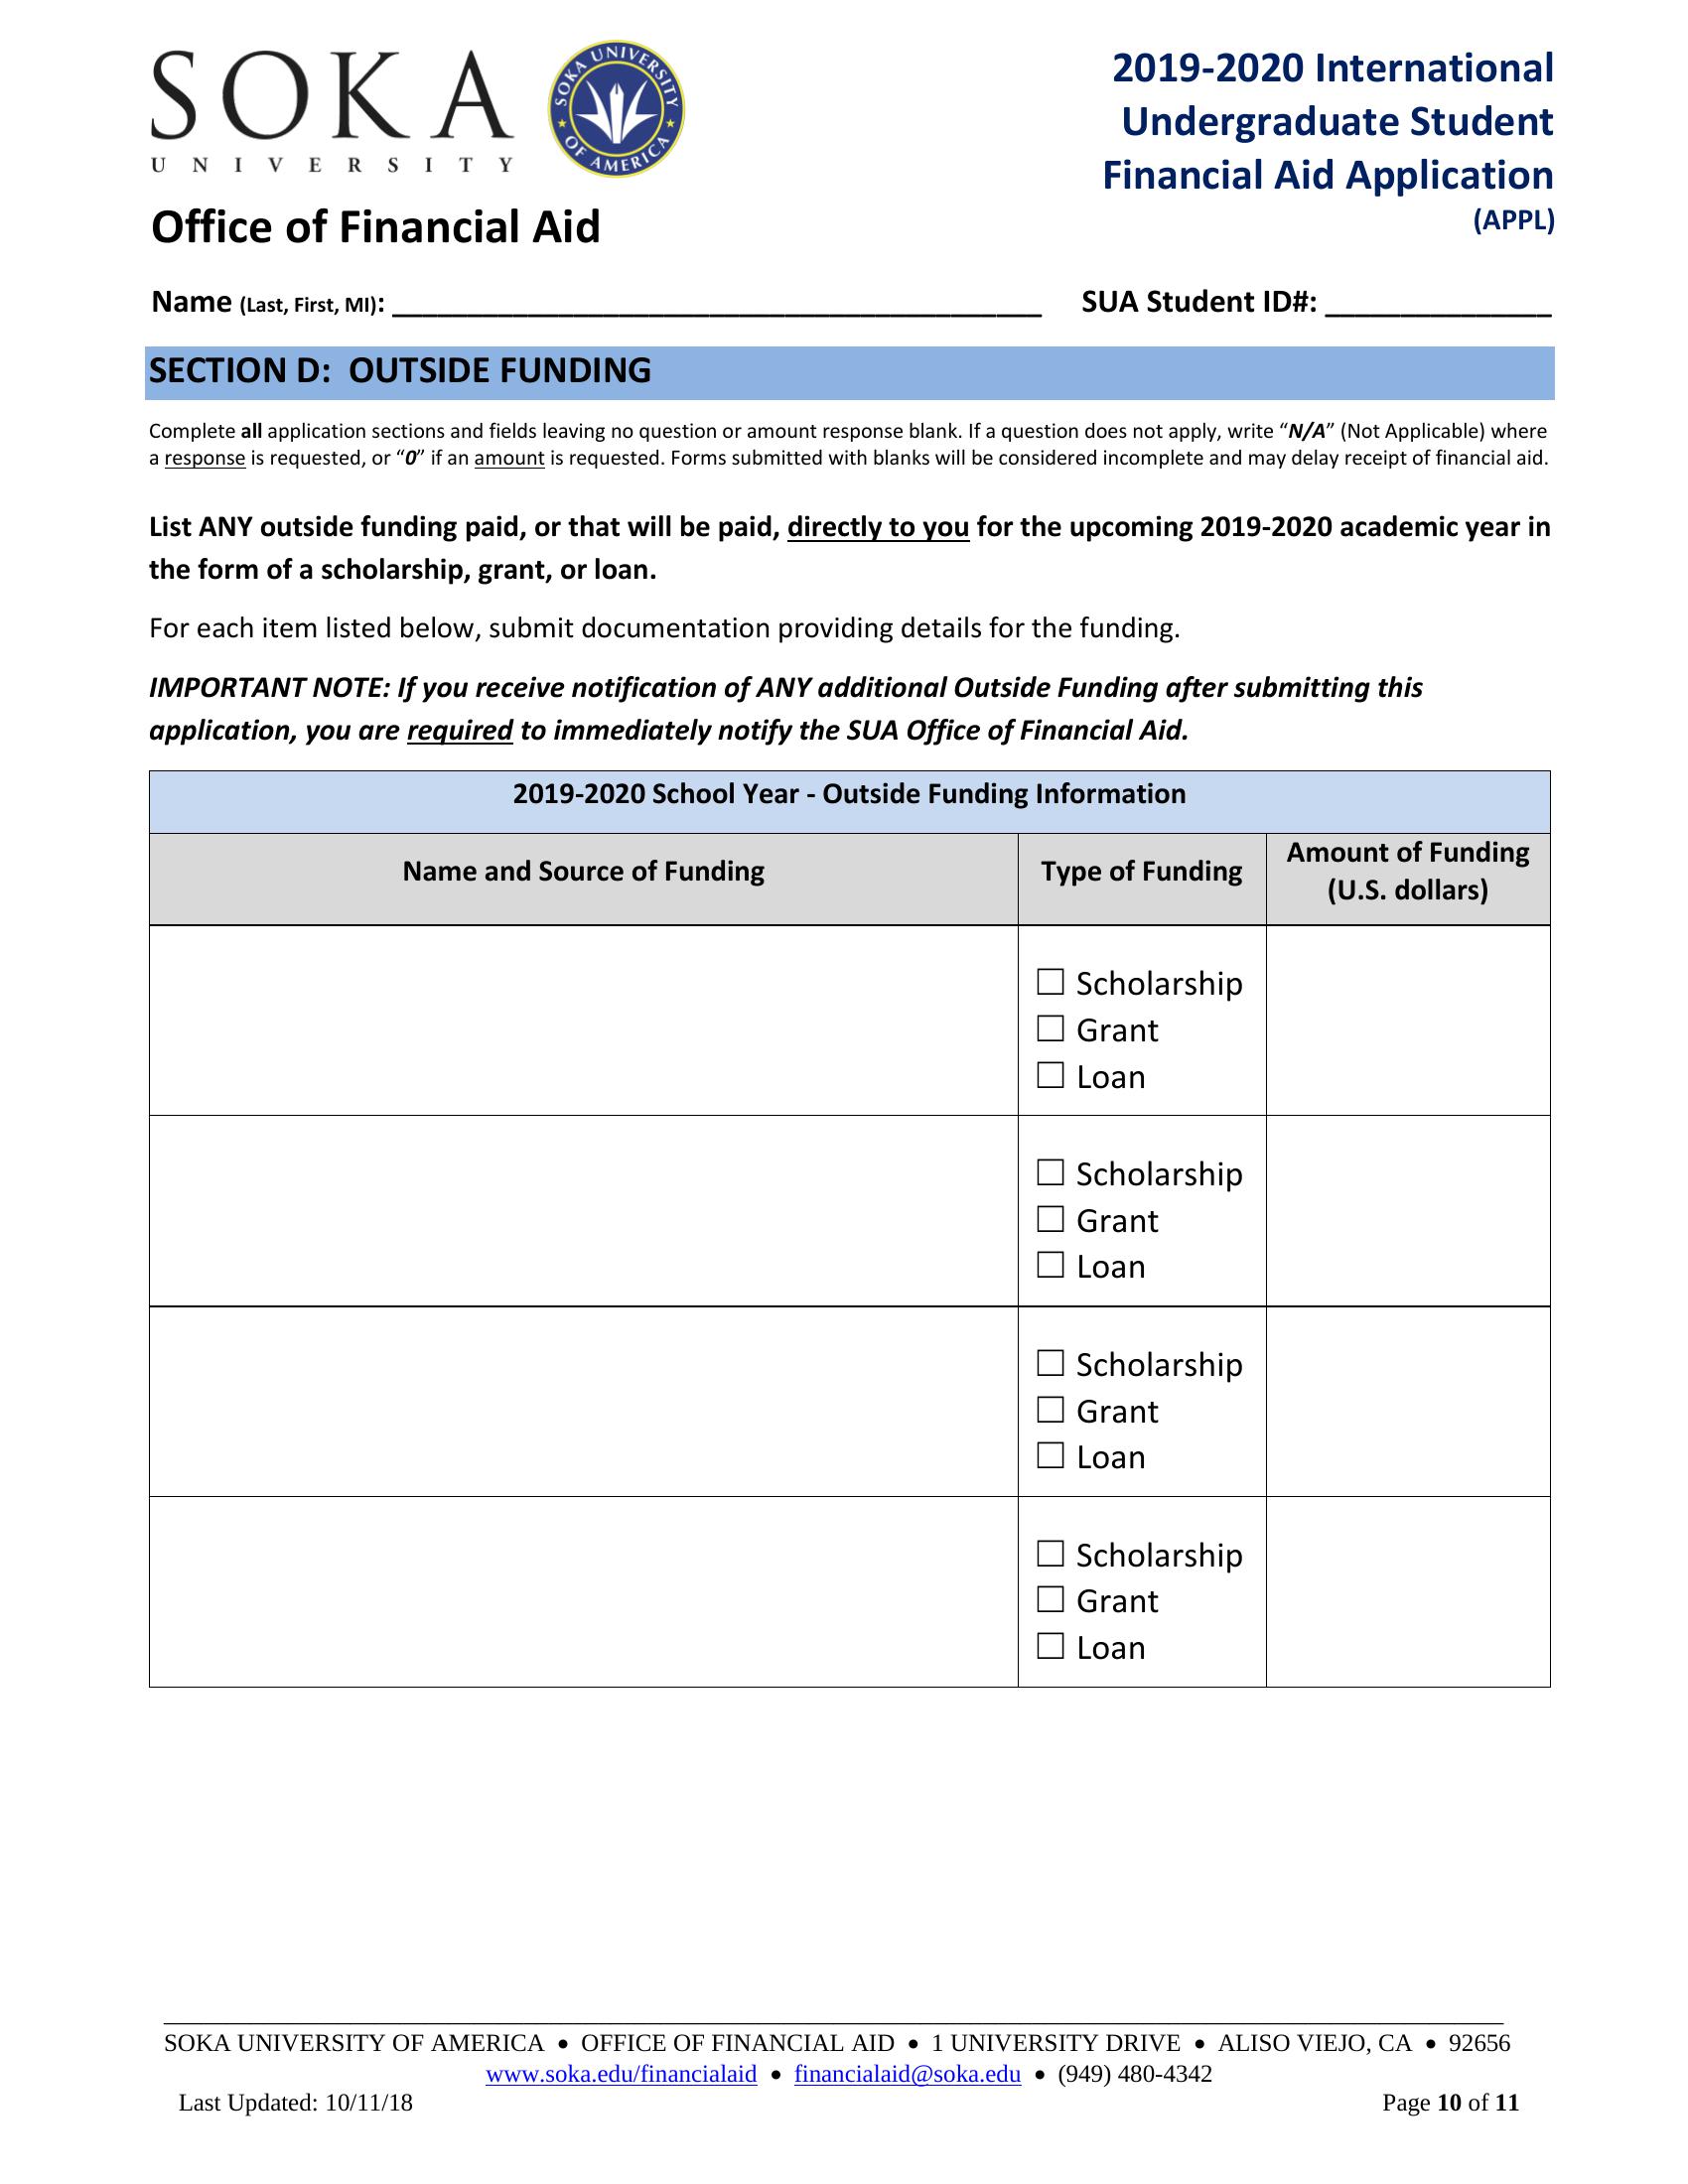 SOKA
UNIVERSITY
SOKA UNIVERSITY OF AMERICA
Office of Financial Aid
2019-2020 International
Undergraduate Student
Financial Aid Application
(APPL)
Name (Last, First, MI): ___________________________________________ SUA Student ID#: _______________
SECTION D: OUTSIDE FUNDING
Complete all application sections and fields leaving no question or amount response blank. If a question does not apply, write “N/A” (Not Applicable) where
a response is requested, or “0” if an amount is requested. Forms submitted with blanks will be considered incomplete and may delay receipt of financial aid.
List ANY outside funding paid, or that will be paid, directly to you for the upcoming 2019-2020 academic year in
the form of a scholarship, grant, or loan.
For each item listed below, submit documentation providing details for the funding.
IMPORTANT NOTE: If you receive notification of ANY additional Outside Funding after submitting this
application, you are required to immediately notify the SUA Office of Financial Aid.
2019-2020 School Year - Outside Funding Information
Name and Source of Funding
Type of Funding
Amount of Funding
(U.S. dollars)
☐ Scholarship
☐ Grant
☐ Loan
☐ Scholarship
☐ Grant
☐ Loan
☐ Scholarship
☐ Grant
☐ Loan
☐ Scholarship
☐ Grant
☐ Loan
SOKA UNIVERSITY OF AMERICA • OFFICE OF FINANCIAL AID • 1 UNIVERSITY DRIVE • ALISO VIEJO, CA • 92656
www.soka.edu/financialaid • financialaid@soka.edu • (949) 480-4342
Last Updated: 10/11/18 Page 10 of 11